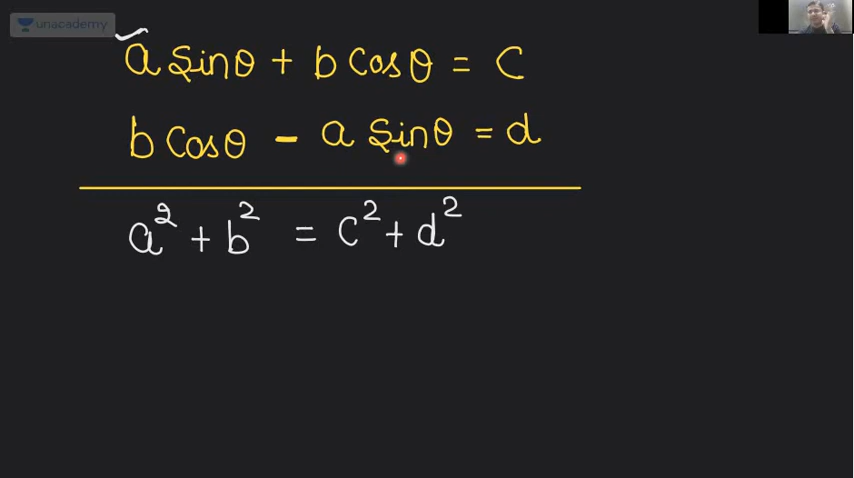 unacademy
a sinθ + b cosθ = c
b cosθ - a sinθ = d
a² + b² = c² + d²